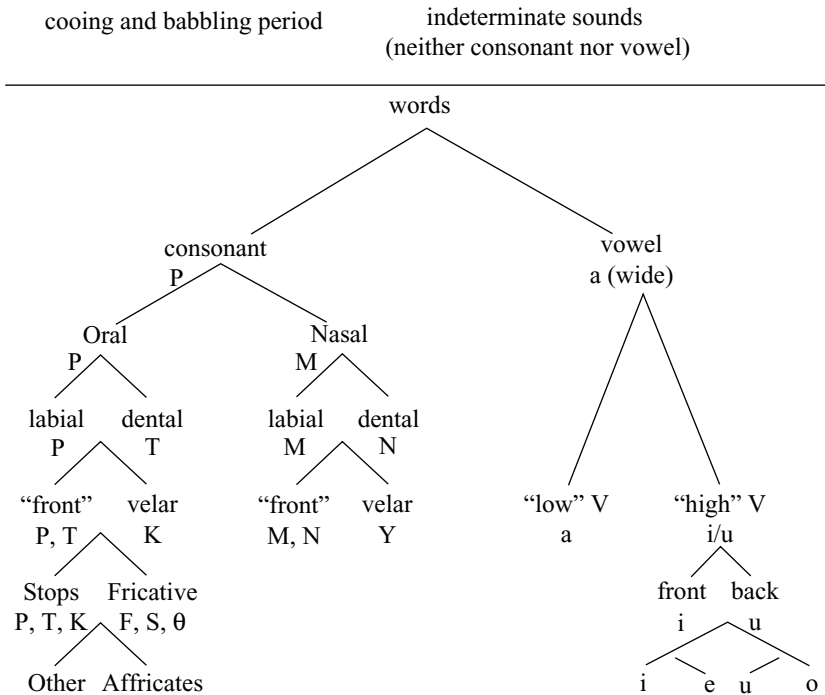 cooing and babbling period indeterminate sounds
(neither consonant nor vowel)
words
consonant vowel
P a (wide)
Oral Nasal
P M
labial dental labial dental
P T M N
“front” velar “front” velar “low” V “high” V
P, T K M, N Y a i/u
Stops Fricative front back
P, T, K F, S, θ i u
Other Affricates i e u o